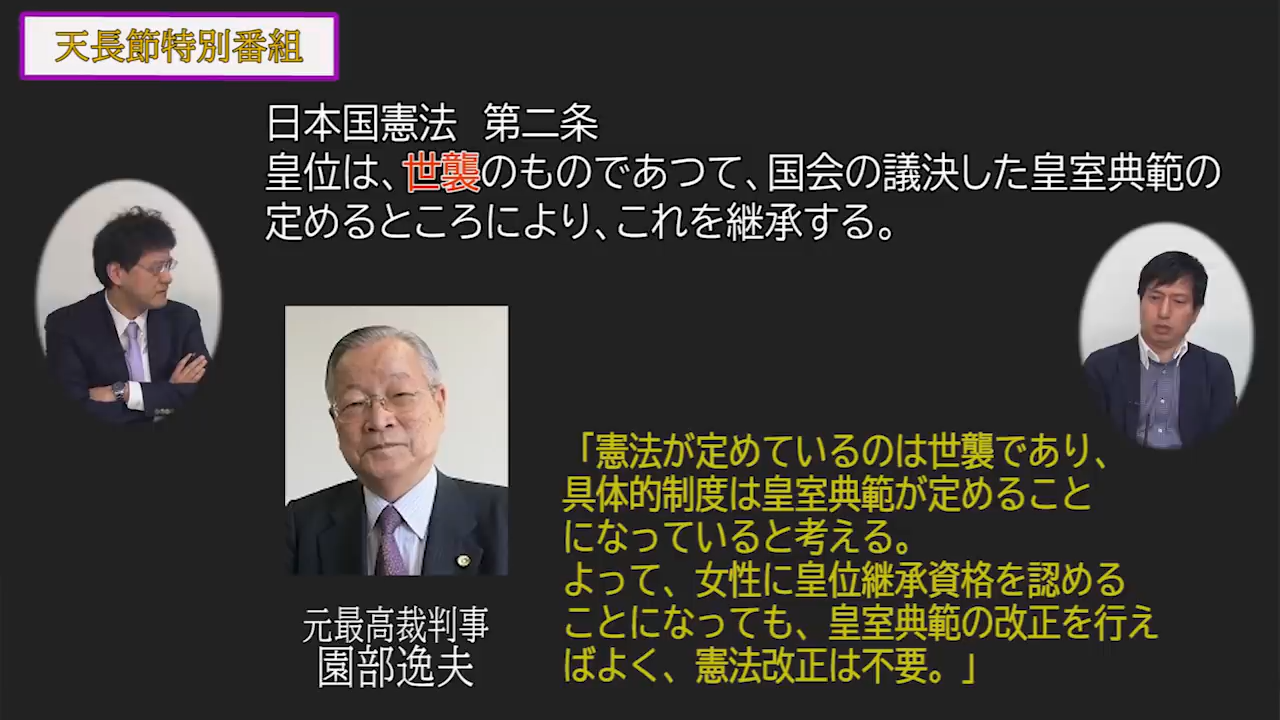 天長節特別番組
日本国憲法　第二条
皇位は、世襲のものであつて、国会の議決した皇室典範の
定めるところにより、これを継承する。
「憲法が定めているのは世襲であり、
具体的制度は皇室典範が定めること
になっていると考える。
よって、女性に皇位継承資格を認める
ことになっても、皇室典範の改正を行え
ばよく、憲法改正は不要。」
元最高裁判事
園部逸夫